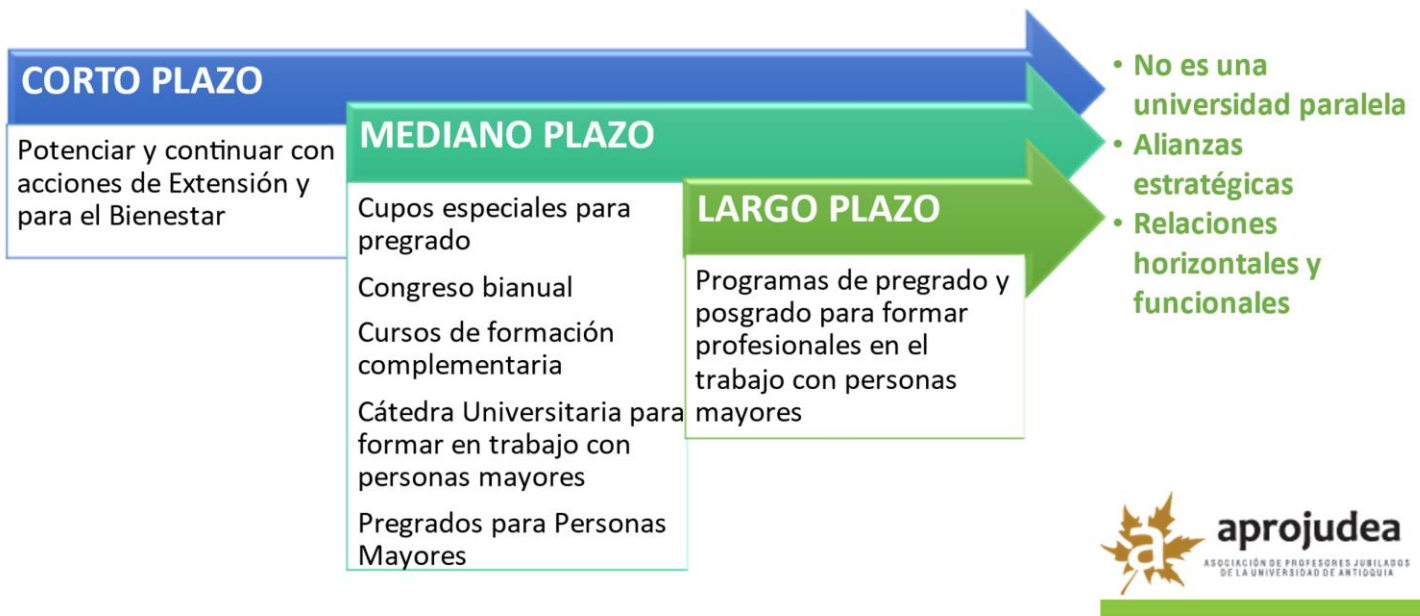 CORTO PLAZO
Potenciar y continuar con
acciones de Extensión y
para el Bienestar
MEDIANO PLAZO
Cupos especiales para
pregrado
Congreso bianual
Cursos de formación
complementaria
Cátedra Universitaria para
formar en trabajo con
personas mayores
Pregrados para Personas
Mayores
LARGO PLAZO
Programas de pregrado y
posgrado para formar
profesionales en el
trabajo con personas
mayores
• No es una
universidad paralela
• Alianzas
estratégicas
• Relaciones
horizontales y
funcionales
a
aprojudea
ASOCIACIÓN DE PROFESORES JUBILADOS
DE LA UNIVERSIDAD DE ANTIOQUIA